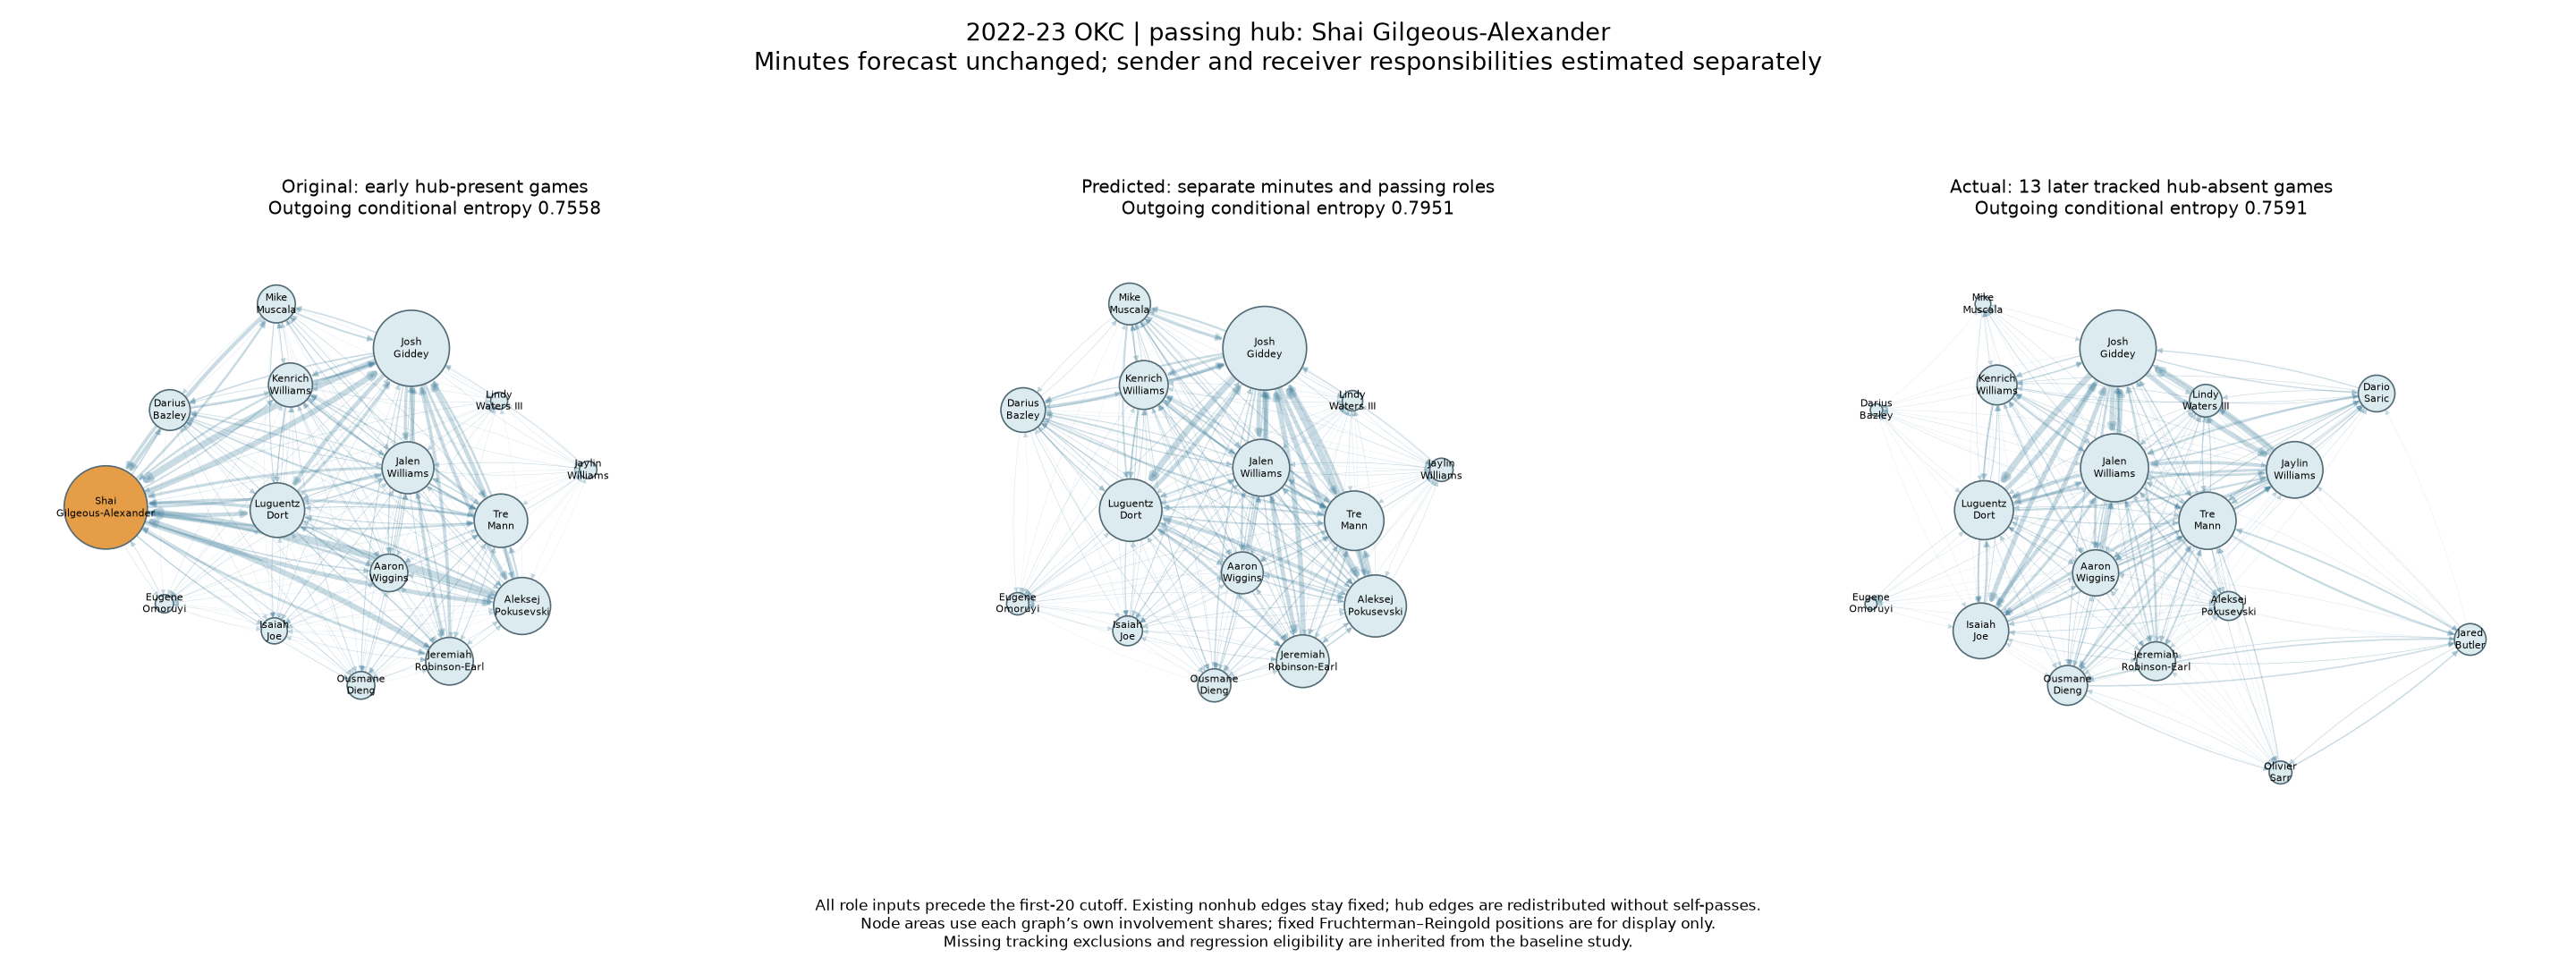 2022-23 OKC | passing hub: Shai Gilgeous-Alexander
Minutes forecast unchanged; sender and receiver responsibilities estimated separately
Original: early hub-present games
Outgoing conditional entropy 0.7558
Mike
Muscala
Josh
Giddey
Kenrich
Williams
Darius
Bazley
Lindy
Waters III
Jalen
Williams
Jaylin
Williams
Shai
Gilgeous-Alexander
Luguentz
Dort
Tre
Mann
Aaron
Wiggins
Eugene
Omoruyi
Aleksej
Pokusevski
Isaiah
Joe
Jeremiah
Robinson-Earl
Ousmane
Dieng
Predicted: separate minutes and passing roles
Outgoing conditional entropy 0.7951
Mike
Muscala
Josh
Giddey
Kenrich
Williams
Darius
Bazley
Lindy
Waters III
Jalen
Williams
Jaylin
Williams
Luguentz
Dort
Tre
Mann
Aaron
Wiggins
Eugene
Omoruyi
Aleksej
Pokusevski
Isaiah
Joe
Jeremiah
Robinson-Earl
Ousmane
Dieng
Actual: 13 later tracked hub-absent games
Outgoing conditional entropy 0.7591
Mike
Muscala
Josh
Giddey
Kenrich
Williams
Dario
Saric
Darius
Bazley
Lindy
Waters III
Jalen
Williams
Jaylin
Williams
Luguentz
Dort
Tre
Mann
Aaron
Wiggins
Eugene
Omoruyi
Aleksej
Pokusevski
Isaiah
Joe
Jared
Butler
Jeremiah
Robinson-Earl
Ousmane
Dieng
Olivier
Sarr
All role inputs precede the first-20 cutoff. Existing nonhub edges stay fixed; hub edges are redistributed without self-passes.
Node areas use each graph’s own involvement shares; fixed Fruchterman–Reingold positions are for display only.
Missing tracking exclusions and regression eligibility are inherited from the baseline study.